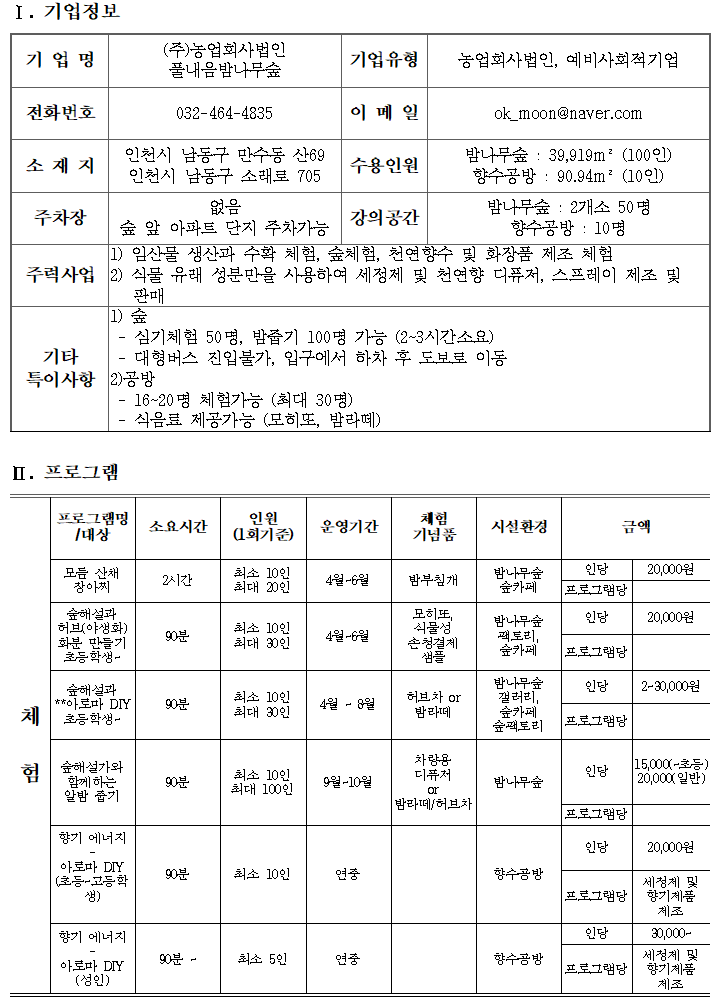 Ⅰ. 기업정보
기 업 명
(주)농업회사법인
풀내음밤나무숲
기업유형
농업회사법인, 예비사회적기업
전화번호
032-464-4835
이 메 일
ok_moon@naver.com
소 재 지
인천시 남동구 만수동 산69
인천시 남동구 소래로 705
수용인원
밤나무숲 : 39,919m² (100인)
향수공방 : 90.94m² (10인)
주차장
없음
숲 앞 아파트 단지 주차가능
강의공간
밤나무숲 : 2개소 50명
향수공방 : 10명
주력사업
1) 임산물 생산과 수확 체험, 숲체험, 천연향수 및 화장품 제조 체험
2) 식물 유래 성분만을 사용하여 세정제 및 천연향 디퓨저, 스프레이 제조 및
판매
기타
특이사항
1) 숲
- 심기체험 50명, 밤줍기 100명 가능 (2~3시간소요)
- 대형버스 진입불가, 입구에서 하차 후 도보로 이동
2)공방
- 16~20명 체험가능 (최대 30명)
- 식음료 제공가능 (모히또, 밤라떼)
Ⅱ. 프로그램
프로그램명
/대상
소요시간
인원
(1회기준)
운영기간
체험
기념품
시설환경
금액
체
험
모듬 산채
장아찌
2시간
최소 10인
최대 20인
4월~6월
밤부침개
밤나무숲
숲카페
인당
20,000원
프로그램당
숲해설과
허브(야생화)
화분 만들기
초등학생~
90분
최소 10인
최대 30인
4월~6월
모히또,
식물성
손청결제
샘플
밤나무숲
팩토리,
숲카페
인당
20,000원
프로그램당
숲해설과
**아로마 DIY
초등학생~
90분
최소 10인
최대 30인
4월 ~ 8월
허브차 or
밤라떼
밤나무숲
갤러리,
숲카페
숲팩토리
인당
2~30,000원
프로그램당
숲해설가와
함께하는
알밤 줍기
90분
최소 10인
최대 100인
9월~10월
차량용
디퓨저
or
밤라떼/허브차
밤나무숲
인당
15,000(~초등)
20,000(일반)
프로그램당
향기 에너지
-
아로마 DIY
(초등~고등학
생)
90분
최소 10인
연중
향수공방
인당
20,000원
프로그램당
세정제 및
향기제품
제조
향기 에너지
-
아로마 DIY
(성인)
90분 ~
최소 5인
연중
향수공방
인당
30,000~
프로그램당
세정제 및
향기제품
제조